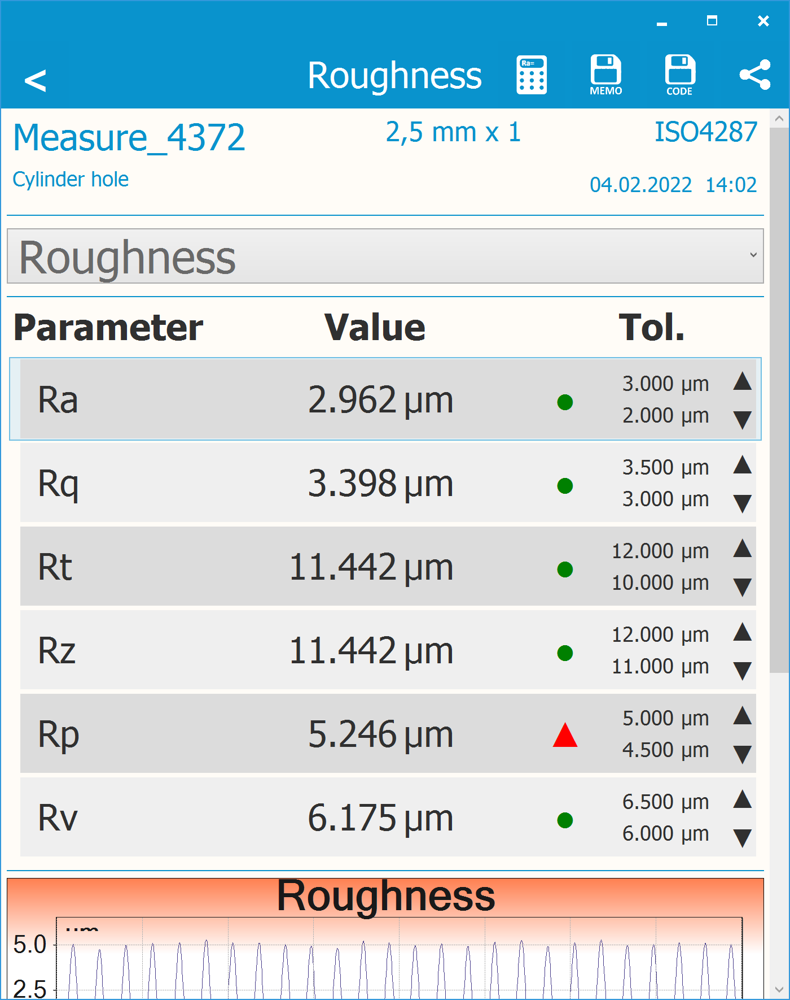 <
Roughness
Ra=
MEMO
CODE
Measure_4372
2,5 mm x 1
ISO4287
Cylinder hole
04.02.2022 14:02
Roughness
Parameter Value Tol.
Ra 2.962 µm 3.000 µm
2.000 µm
Rq 3.398 µm 3.500 µm
3.000 µm
Rt 11.442 µm 12.000 µm
10.000 µm
Rz 11.442 µm 12.000 µm
11.000 µm
Rp 5.246 µm 5.000 µm
4.500 µm
Rv 6.175 µm 6.500 µm
6.000 µm
Roughness
µm
5.0
2.5